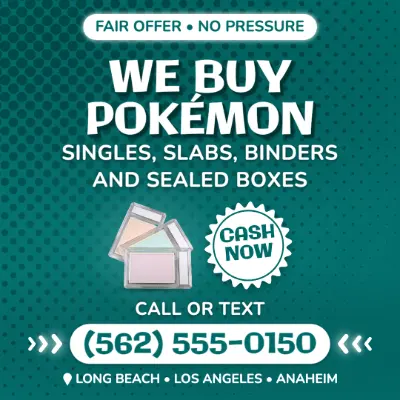 FAIR OFFER • NO PRESSURE
WE BUY
POKÉMON
SINGLES, SLABS, BINDERS
AND SEALED BOXES
CASH
NOW
CALL OR TEXT
(562) 555-0150
LONG BEACH • LOS ANGELES • ANAHEIM